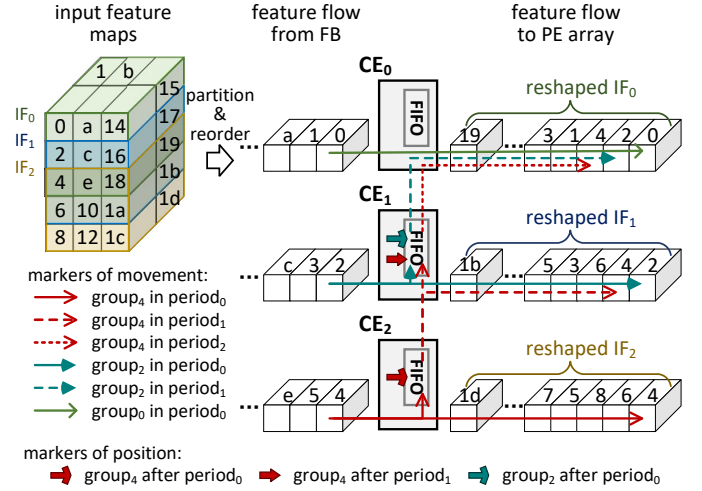 input feature
maps
feature flow
from FB
feature flow
to PE array
1 b
15
17
19
1b
1d
IF0
IF1
IF2
0 a 14
2 c 16
4 e 18
6 10 1a
8 12 1c
partition &
reorder
CE0
FIFO
... a 1 0
reshaped IF0
19 ... 3 1 4 2 0
CE1
FIFO
... c 3 2
reshaped IF1
1b ... 5 3 6 4 2
CE2
FIFO
... e 5 4
reshaped IF2
1d ... 7 5 8 6 4
markers of movement:
group4 in period0
group4 in period1
group4 in period2
group2 in period0
group2 in period1
group0 in period0
markers of position:
group4 after period0 group4 after period1 group2 after period0